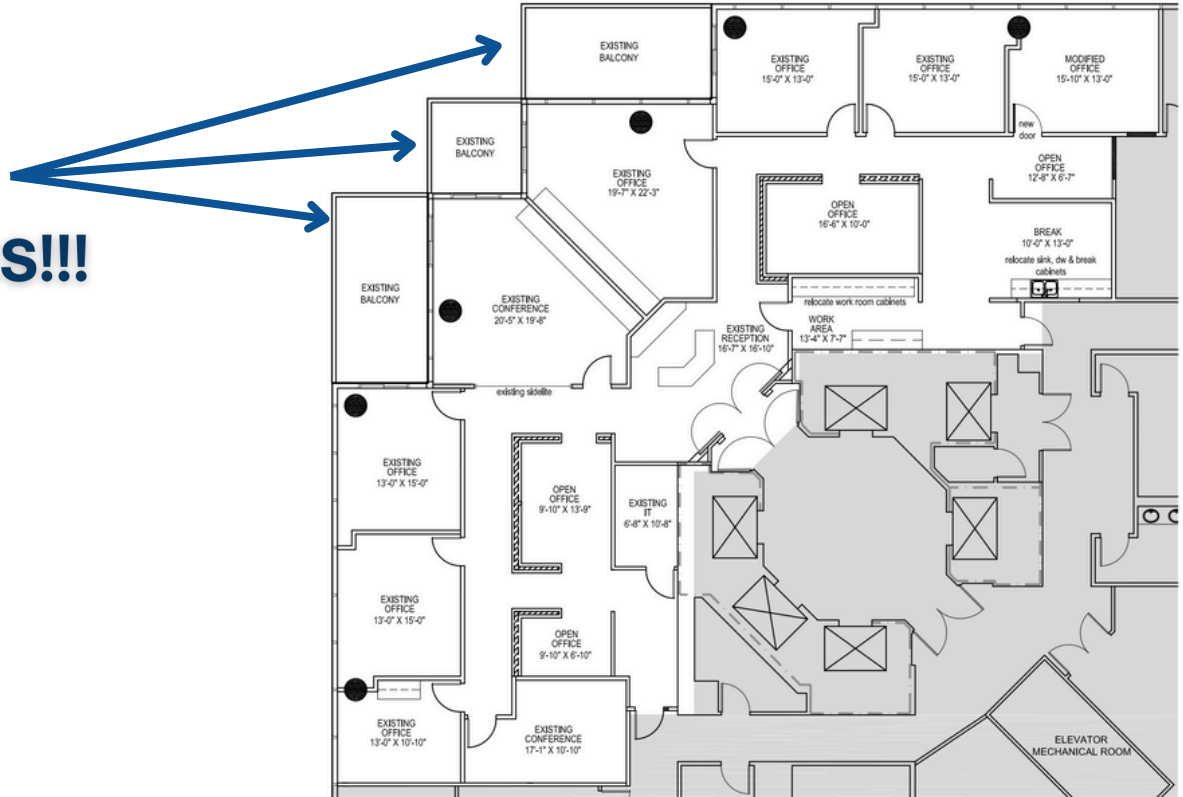 EXISTING
BALCONY
EXISTING
OFFICE
15'-0" X 13'-0"
EXISTING
OFFICE
15'-0" X 13'-0"
MODIFIED
OFFICE
15'-10" X 13'-0"
new
door
EXISTING
BALCONY
EXISTING
OFFICE
19'-7" X 22'-3"
OPEN
OFFICE
12'-8" X 6'-7"
OPEN
OFFICE
16'-6" X 10'-0"
BREAK
10'-0" X 13'-0"
relocate sink, dw & break
cabinets
S!!!
EXISTING
BALCONY
EXISTING
CONFERENCE
20'-5" X 19'-8"
relocate work room cabinets
EXISTING
RECEPTION
16'-7" X 16'-10"
WORK
AREA
13'-4" X 7'-7"
existing sidelite
EXISTING
OFFICE
13'-0" X 15'-0"
OPEN
OFFICE
9'-10" X 13'-9"
EXISTING
IT
6'-8" X 10'-8"
EXISTING
OFFICE
13'-0" X 15'-0"
OPEN
OFFICE
9'-10" X 6'-10"
EXISTING
OFFICE
13'-0" X 10'-10"
EXISTING
CONFERENCE
17'-1" X 10'-10"
ELEVATOR
MECHANICAL ROOM